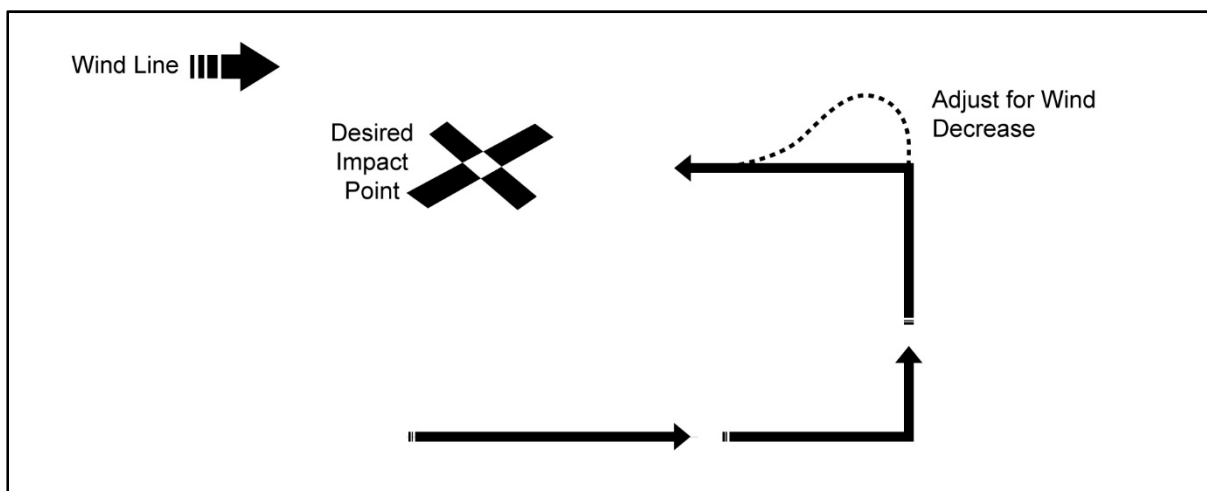 Wind Line
Desired
Impact
Point
Adjust for Wind
Decrease